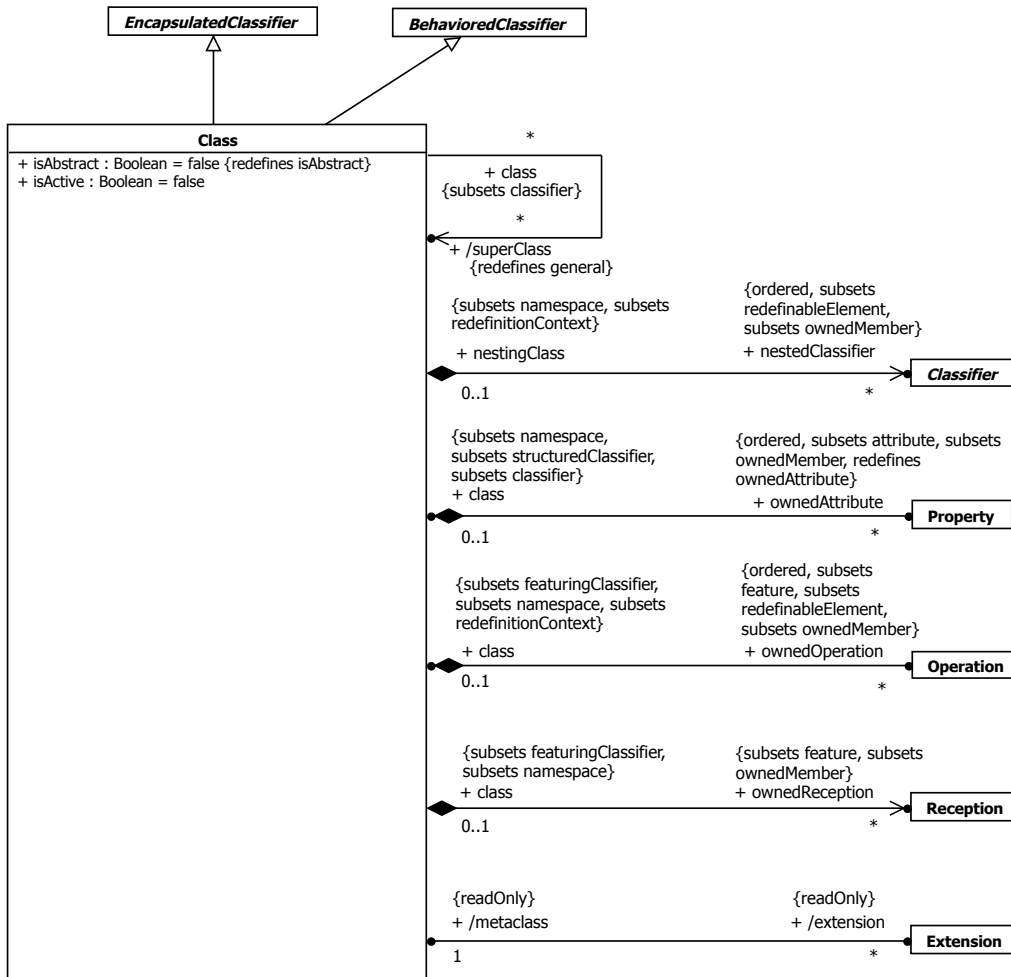 EncapsulatedClassifier
BehavioredClassifier
Class
+ isAbstract : Boolean = false {redefines isAbstract}
+ isActive : Boolean = false
*
+ class
{subsets classifier}
*
+ /superClass
{redefines general}
{subsets namespace, subsets
redefinitionContext}
+ nestingClass
0..1
{ordered, subsets
redefinableElement,
subsets ownedMember}
+ nestedClassifier
*
Classifier
{subsets namespace,
subsets structuredClassifier,
subsets classifier}
+ class
0..1
{ordered, subsets attribute, subsets
ownedMember, redefines
ownedAttribute}
+ ownedAttribute
*
Property
{subsets featuringClassifier,
subsets namespace, subsets
redefinitionContext}
+ class
0..1
{ordered, subsets
feature, subsets
redefinableElement,
subsets ownedMember}
+ ownedOperation
*
Operation
{subsets featuringClassifier,
subsets namespace}
+ class
0..1
{subsets feature, subsets
ownedMember}
+ ownedReception
*
Reception
{readOnly}
+ /metaclass
1
{readOnly}
+ /extension
*
Extension